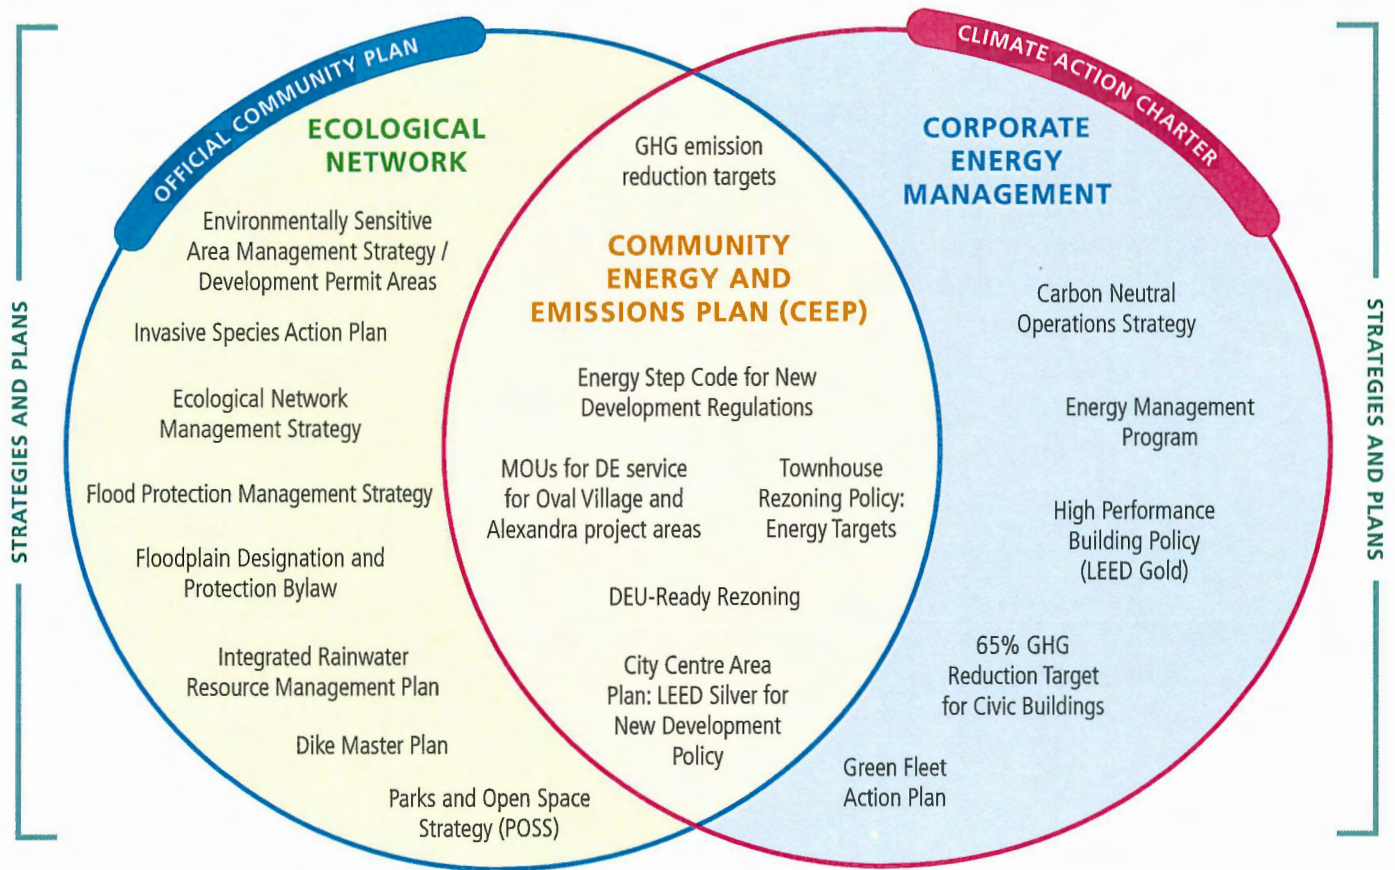 OFFICIAL COMMUNITY PLAN
CLIMATE ACTION CHARTER
STRATEGIES AND PLANS
ECOLOGICAL
NETWORK
Environmentally Sensitive
Area Management Strategy /
Development Permit Areas
Invasive Species Action Plan
Ecological Network
Management Strategy
Flood Protection Management Strategy
Floodplain Designation and
Protection Bylaw
Integrated Rainwater
Resource Management Plan
Dike Master Plan
Parks and Open Space
Strategy (POSS)
GHG emission
reduction targets
COMMUNITY
ENERGY AND
EMISSIONS PLAN (CEEP)
Energy Step Code for New
Development Regulations
MOUs for DE service
for Oval Village and
Alexandra project areas
Townhouse
Rezoning Policy:
Energy Targets
DEU-Ready Rezoning
City Centre Area
Plan: LEED Silver for
New Development
Policy
CORPORATE
ENERGY
MANAGEMENT
Carbon Neutral
Operations Strategy
Energy Management
Program
High Performance
Building Policy
(LEED Gold)
65% GHG
Reduction Target
for Civic Buildings
Green Fleet
Action Plan
STRATEGIES AND PLANS